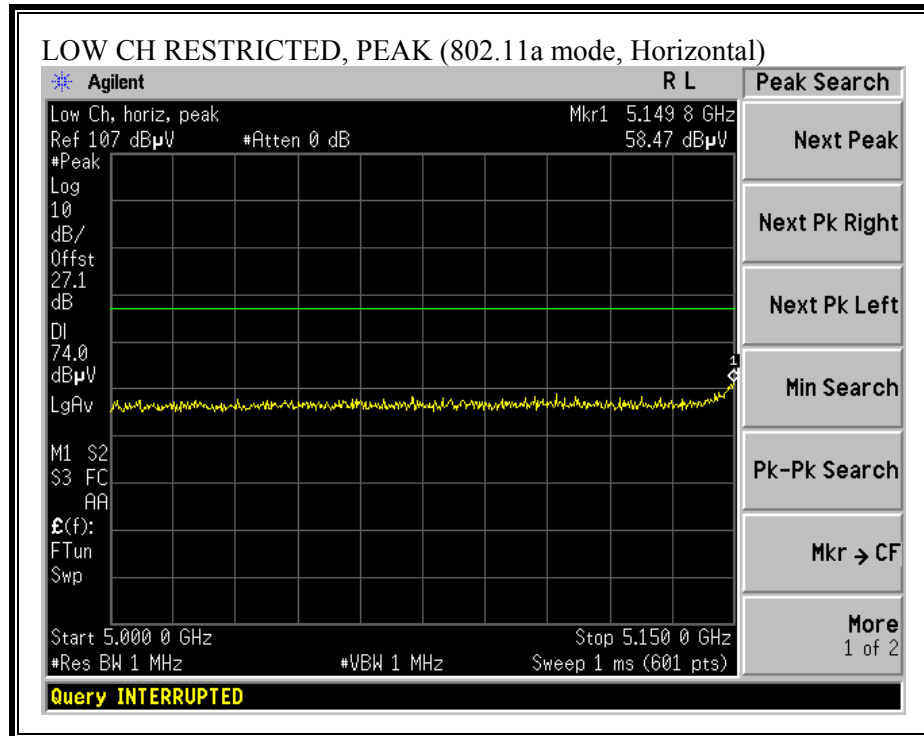 LOW CH RESTRICTED, PEAK (802.11a mode, Horizontal)
Agilent R L Peak Search
Low Ch, horiz, peak Mkr1 5.149 8 GHz
Ref 107 dBµV #Atten 0 dB 58.47 dBµV
#Peak
Log
10
dB/
Offst
27.1
dB
DI
74.0
dBµV
LgAv
M1 S2
S3 FC
AA
£(f):
FTun
Swp
1
Start 5.000 0 GHz Stop 5.150 0 GHz
#Res BW 1 MHz #VBW 1 MHz Sweep 1 ms (601 pts)
Query INTERRUPTED
Next Peak
Next Pk Right
Next Pk Left
Min Search
Pk-Pk Search
Mkr → CF
More
1 of 2